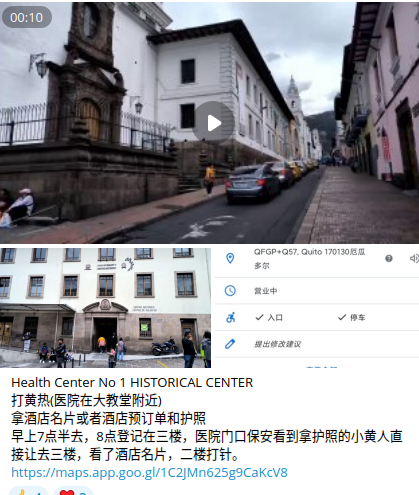 00:10
QFGP+Q57, Quito 170130厄瓜
多尔
营业中
入口 停车
提出修改建议
Health Center No 1 HISTORICAL CENTER
打黄热(医院在大教堂附近)
拿酒店名片或者酒店预订单和护照
早上7点半去，8点登记在三楼，医院门口保安看到拿护照的小黄人直
接让去三楼，看了酒店名片，二楼打针。
https://maps.app.goo.gl/1C2JMn625g9CaKcV8